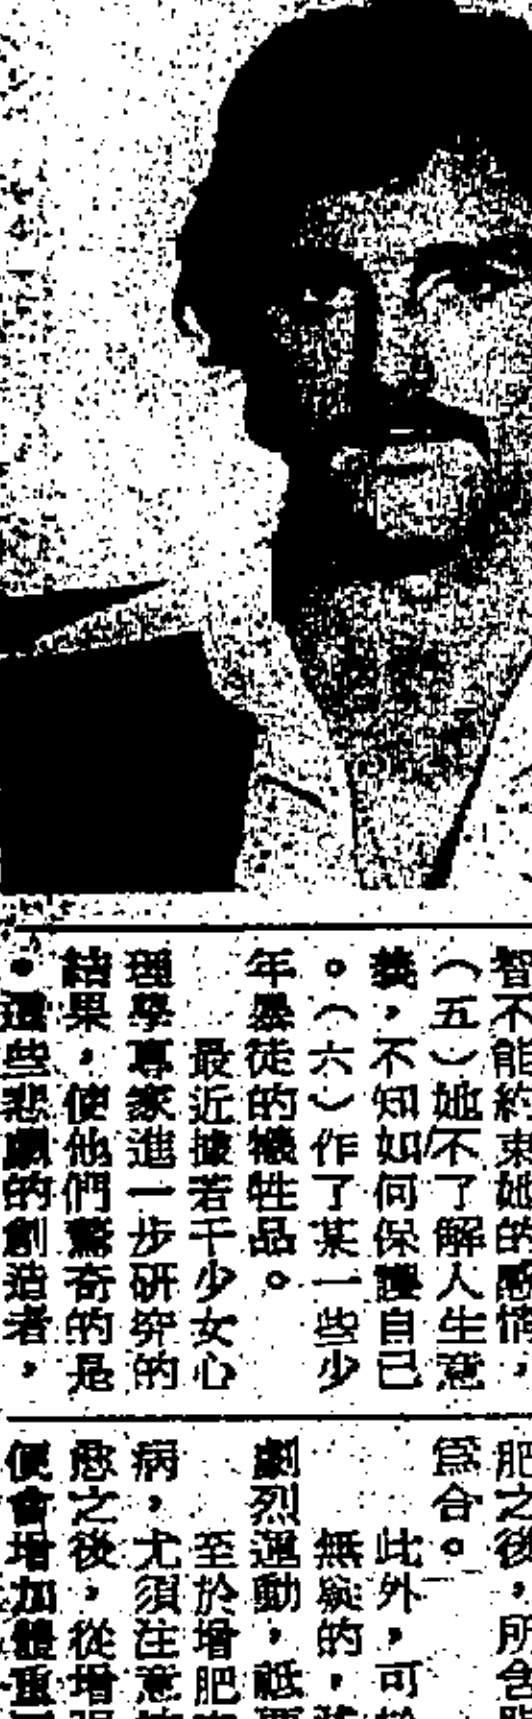 智不能約束她的感情，
（五）她不了解人生意
義，不知如何保護自己
。（六）作了某一些少
年暴徒的犧牲品。
最近據若干少女心
理學專家進一步研究的
結果，使他們驚奇的是
。這些悲劇的創造者，
肥之後，所含
為合。
此外，可
無疑的，
劇烈運動，祗要
至於增肥
病，尤須注意
愈之後，從增
便會增加體重